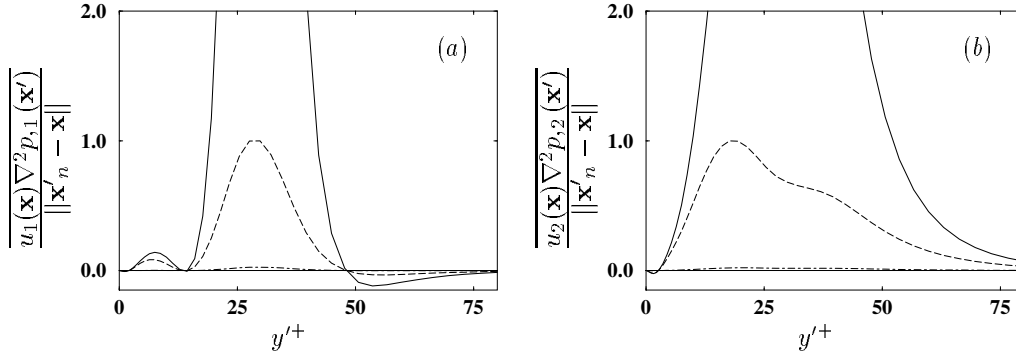 2.0
1.0
0.0
0 25 50 75
(a)
y′⁺
u₁(𝐱)∇²p,₁(𝐱′)
||𝐱′ₙ − 𝐱||
2.0
1.0
0.0
0 25 50 75
(b)
y′⁺
u₂(𝐱)∇²p,₂(𝐱′)
||𝐱′ₙ − 𝐱||